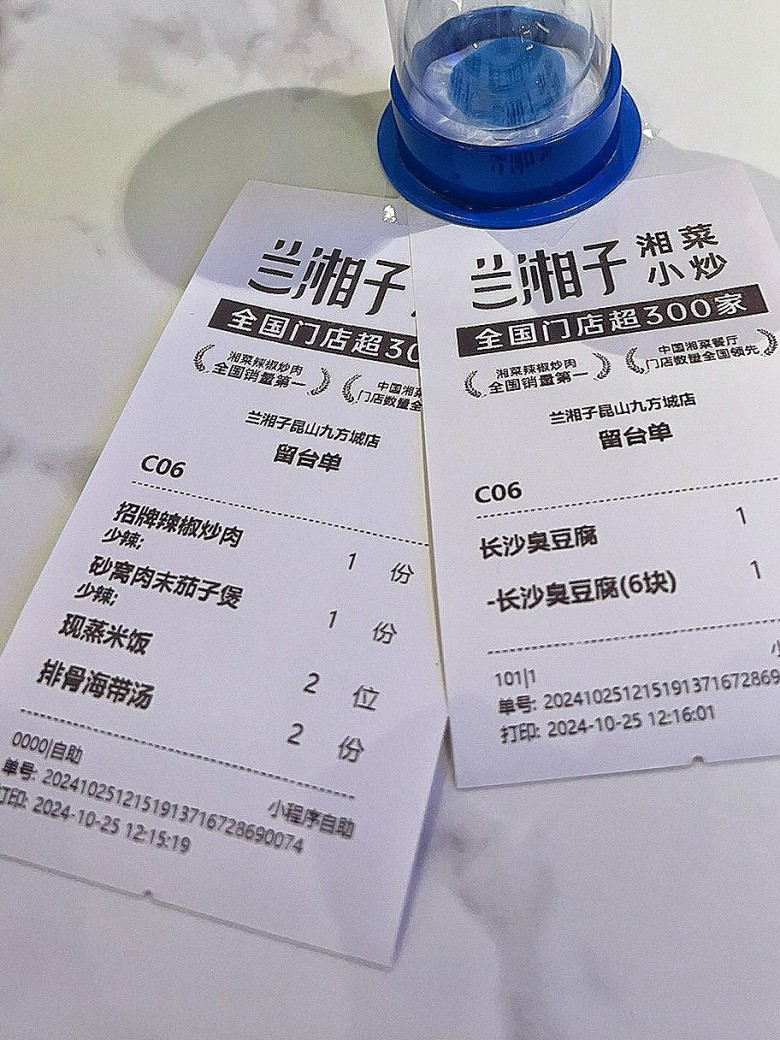 兰湘子
全国门店超30
湘菜辣椒炒肉
全国销量第一
中国湘菜
门店数量全
兰湘子昆山九方城店
留台单
C06
招牌辣椒炒肉 1 份
少辣;
砂窝肉末茄子煲 1 份
少辣;
现蒸米饭 2 位
排骨海带汤 2 份
0000|自助 小程序自助
单号: 2024102512151913716728690074
打印: 2024-10-25 12:15:19
兰湘子 湘菜
小炒
全国门店超300家
湘菜辣椒炒肉
全国销量第一
中国湘菜餐厅
门店数量全国领先
兰湘子昆山九方城店
留台单
C06
长沙臭豆腐 1
-长沙臭豆腐(6块) 1
小
101|1
单号: 202410251215191371672869
打印: 2024-10-25 12:16:01